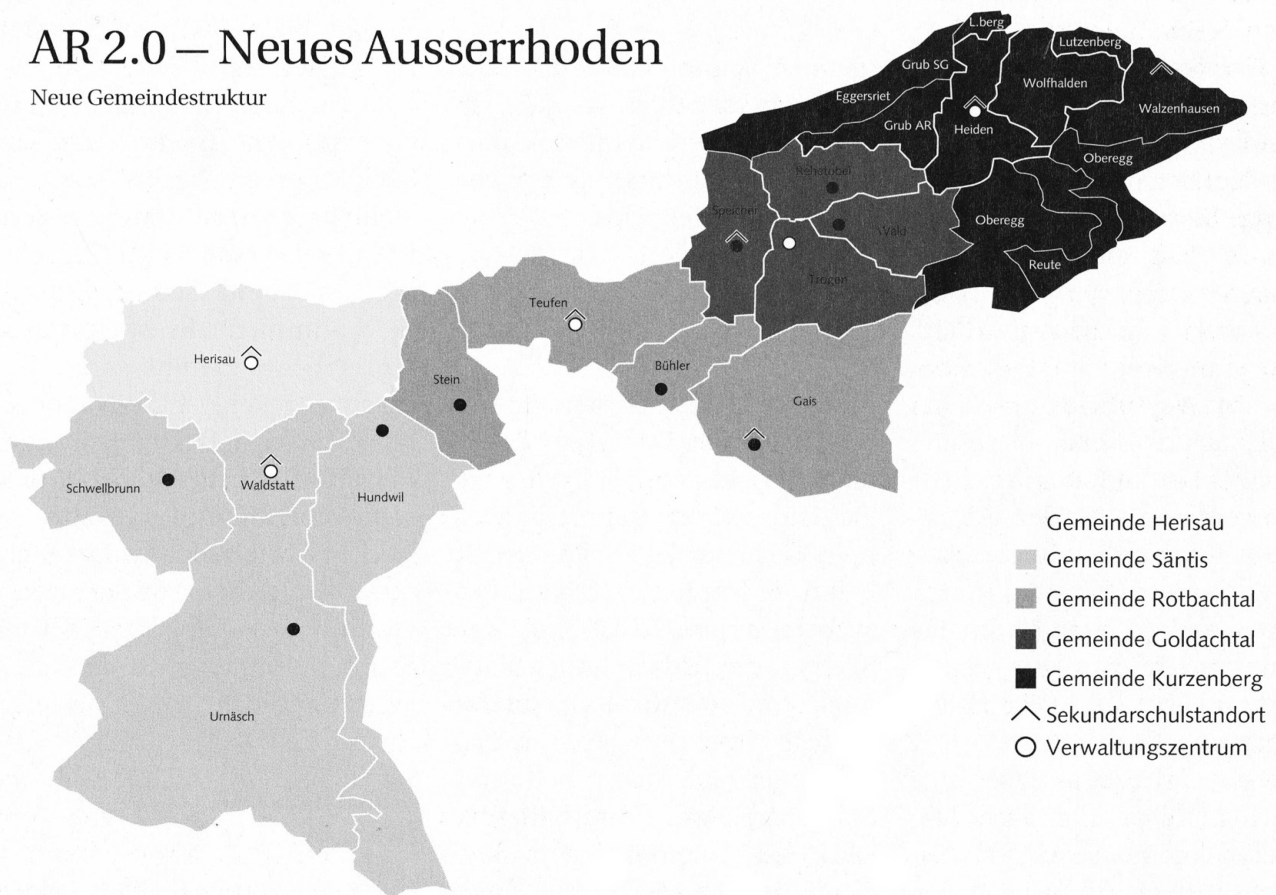 AR 2.0 — Neues Ausserrhoden
Neue Gemeindestruktur
L.berg
Lutzenberg
Grub SG
Wolfhalden
Eggersriet
Walzenhausen
Grub AR
Heiden
Oberegg
Rehetobel
Speicher
Oberegg
Wald
Reute
Trogen
Teufen
Herisau
Bühler
Stein
Gais
Schwellbrunn
Waldstatt
Hundwil
Urnäsch
Gemeinde Herisau
Gemeinde Säntis
Gemeinde Rotbachtal
Gemeinde Goldachtal
Gemeinde Kurzenberg
Sekundarschulstandort
Verwaltungszentrum